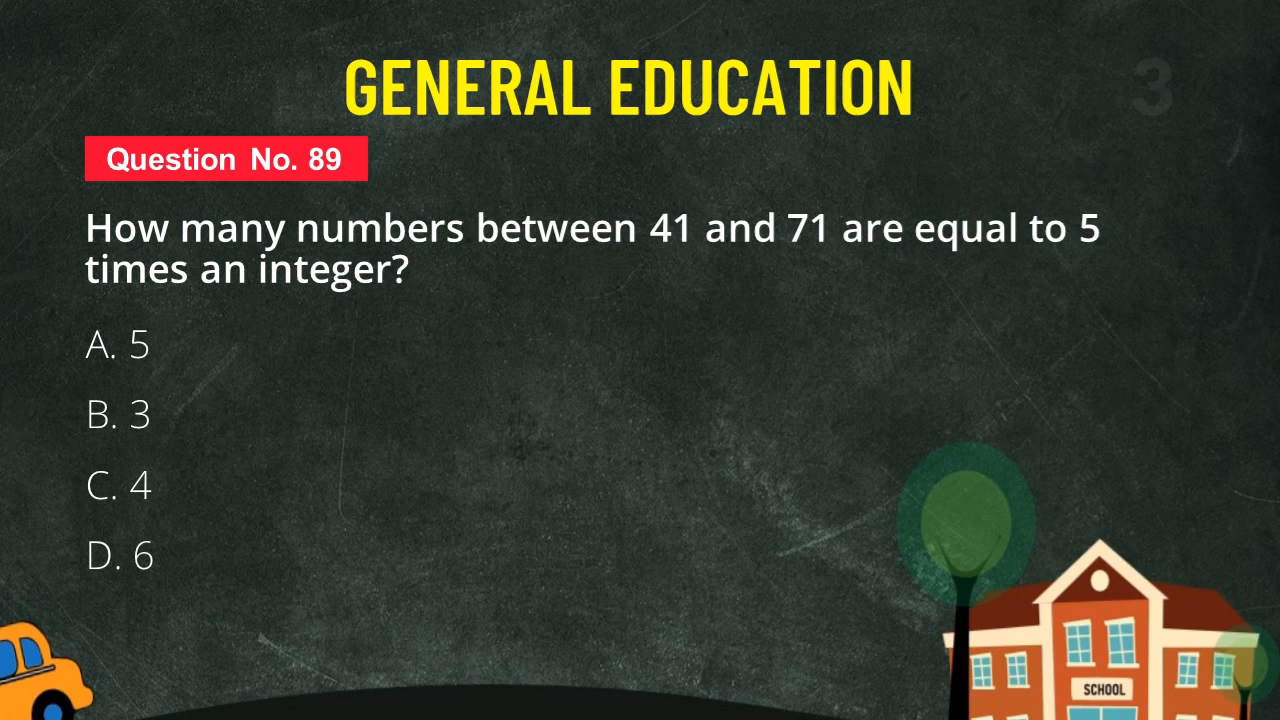 GENERAL EDUCATION
3
Question No. 89
How many numbers between 41 and 71 are equal to 5
times an integer?
A. 5
B. 3
C. 4
D. 6
SCHOOL